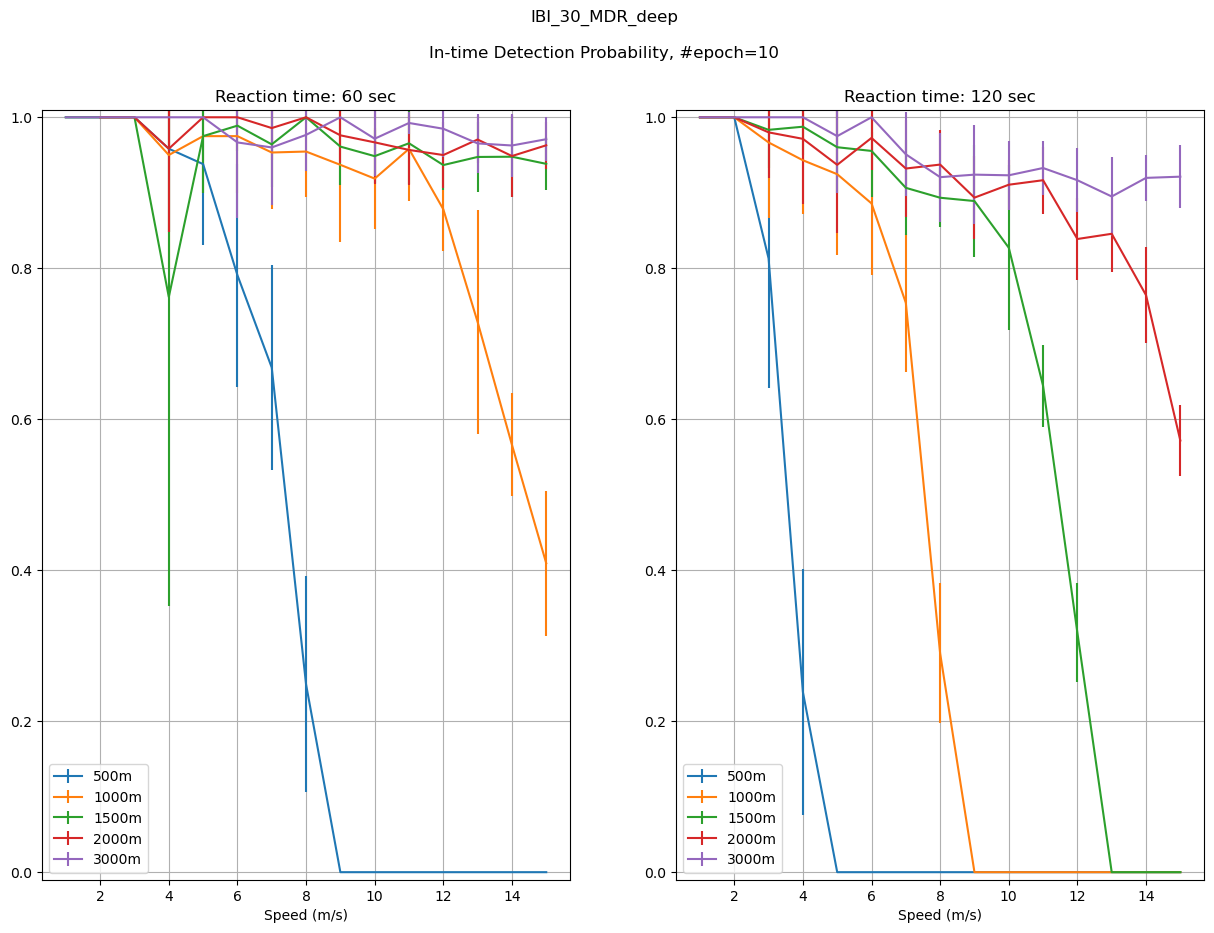 IBI_30_MDR_deep
In-time Detection Probability, #epoch=10
Reaction time: 60 sec
1.0
0.8
0.6
0.4
0.2
0.0
500m
1000m
1500m
2000m
3000m
2 4 6 8 10 12 14
Speed (m/s)
Reaction time: 120 sec
1.0
0.8
0.6
0.4
0.2
0.0
500m
1000m
1500m
2000m
3000m
2 4 6 8 10 12 14
Speed (m/s)